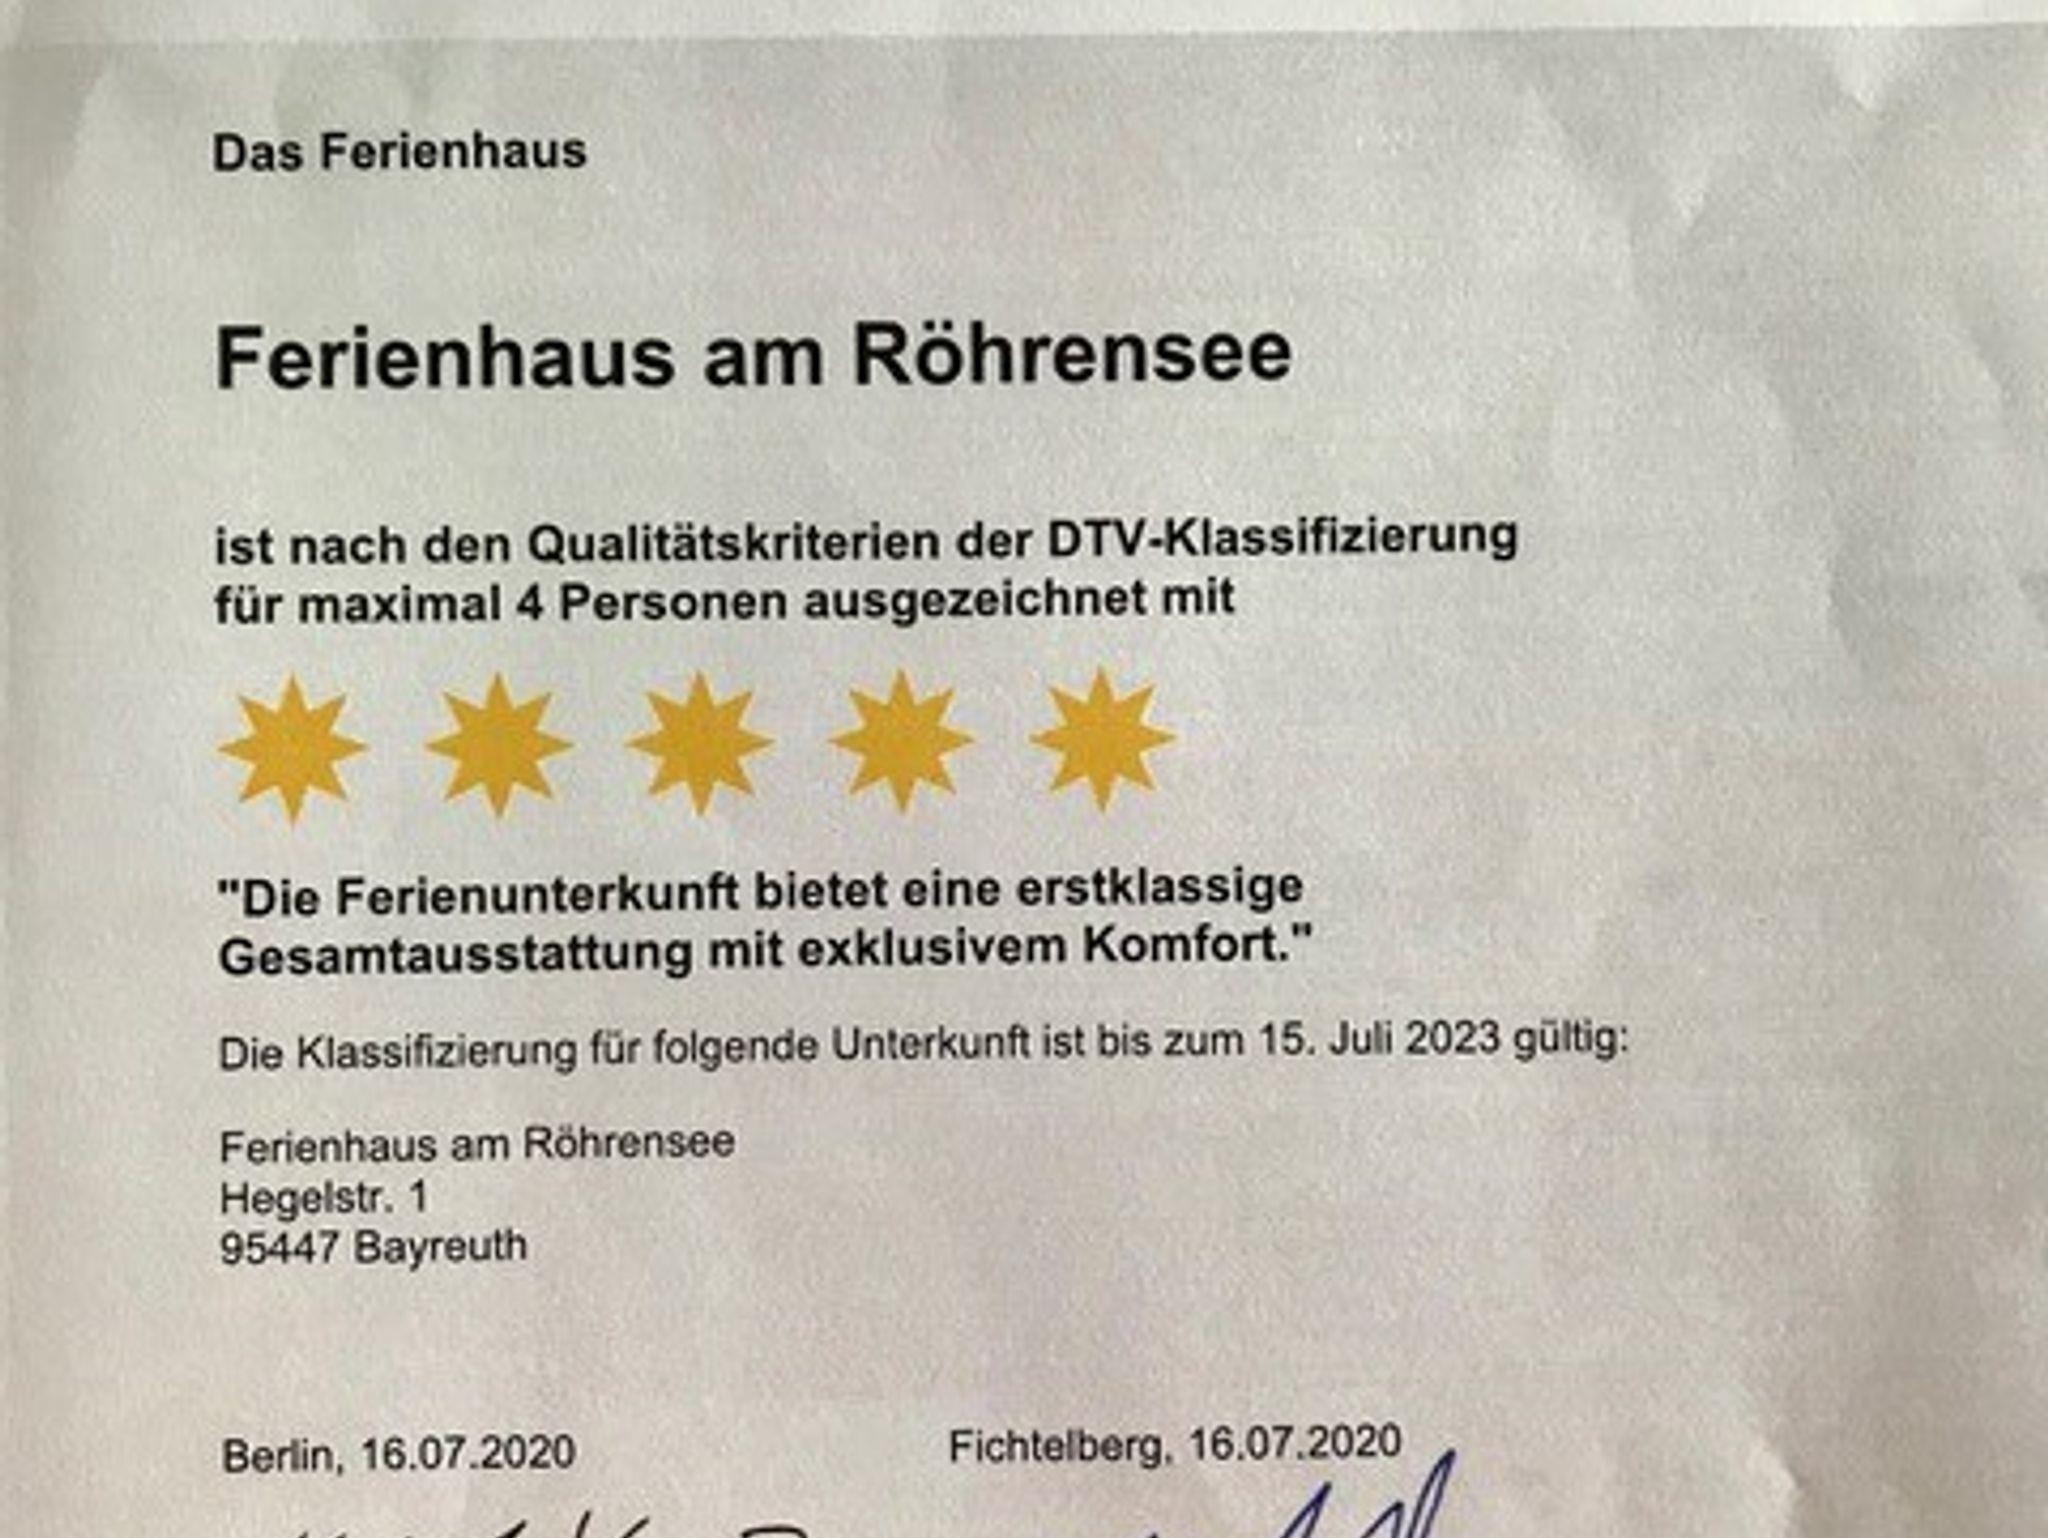 Das Ferienhaus
Ferienhaus am Röhrensee
ist nach den Qualitätskriterien der DTV-Klassifizierung
für maximal 4 Personen ausgezeichnet mit
"Die Ferienunterkunft bietet eine erstklassige
Gesamtausstattung mit exklusivem Komfort."
Die Klassifizierung für folgende Unterkunft ist bis zum 15. Juli 2023 gültig:
Ferienhaus am Röhrensee
Hegelstr. 1
95447 Bayreuth
Berlin, 16.07.2020
Fichtelberg, 16.07.2020